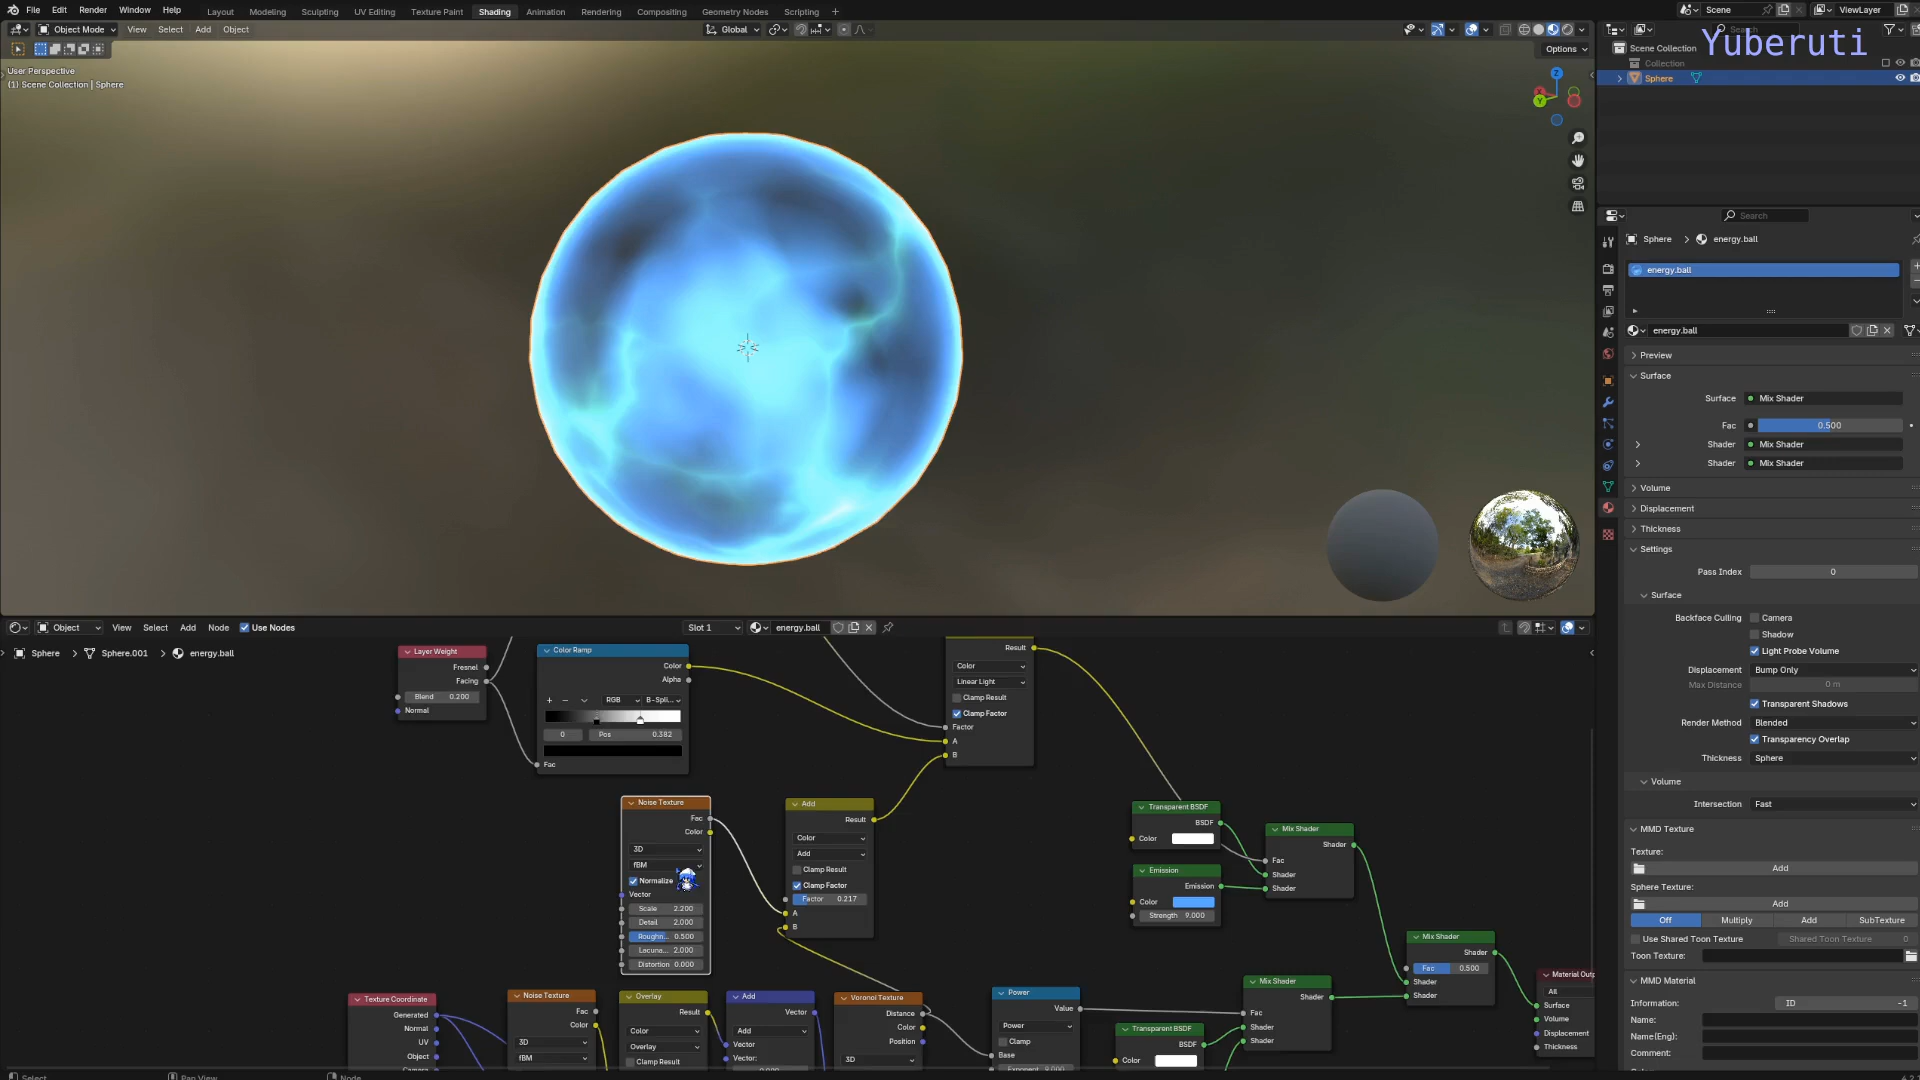 File Edit Render Window Help Layout Modeling Sculpting UV Editing Texture Paint Shading Animation Rendering Compositing Geometry Nodes Scripting + Scene ViewLayer
Object Mode View Select Add Object Global
Search
Yuberuti
Options
User Perspective
(1) Scene Collection | Sphere
Z
Y
Scene Collection
Collection
Sphere
Search
Sphere > energy.ball
energy.ball
energy.ball
Preview
Surface
Surface Mix Shader
Fac 0.500
Shader Mix Shader
Shader Mix Shader
Volume
Displacement
Thickness
Settings
Pass Index 0
Surface
Backface Culling Camera
Shadow
Light Probe Volume
Displacement Bump Only
Max Distance 0 m
Transparent Shadows
Render Method Blended
Transparency Overlap
Thickness Sphere
Volume
Intersection Fast
MMD Texture
Texture:
Add
Sphere Texture:
Add
Off Multiply Add SubTexture
Use Shared Toon Texture Shared Toon Texture 0
Toon Texture:
MMD Material
Information: ID -1
Name:
Name(Eng):
Comment:
Object View Select Add Node Use Nodes Slot 1 energy.ball
Sphere > Sphere.001 > energy.ball
Layer Weight
Fresnel
Facing
Blend 0.200
Normal
Color Ramp
Color
Alpha
+ − RGB B-Spli...
0 Pos 0.382
Fac
Result
Color
Linear Light
Clamp Result
Clamp Factor
Factor
A
B
Noise Texture
Fac
Color
3D
fBM
Normalize
Vector
Scale 2.200
Detail 2.000
Roughn... 0.500
Lacuna... 2.000
Distortion 0.000
Add
Result
Color
Add
Clamp Result
Clamp Factor
Factor 0.217
A
B
Transparent BSDF
BSDF
Color
Emission
Emission
Color
Strength 9.000
Mix Shader
Shader
Fac
Shader
Shader
Mix Shader
Shader
Fac 0.500
Shader
Shader
Material Outp
All
Surface
Volume
Displacement
Thickness
Texture Coordinate
Generated
Normal
UV
Object
Camera
Noise Texture
Fac
Color
3D
fBM
Overlay
Result
Color
Overlay
Clamp Result
Add
Vector
Add
Vector:
Vector:
Voronoi Texture
Distance
Color
Position
3D
Power
Value
Power
Clamp
Base
Exponent 9.000
Transparent BSDF
BSDF
Color
Mix Shader
Shader
Fac
Shader
Shader
Select Pan View Node